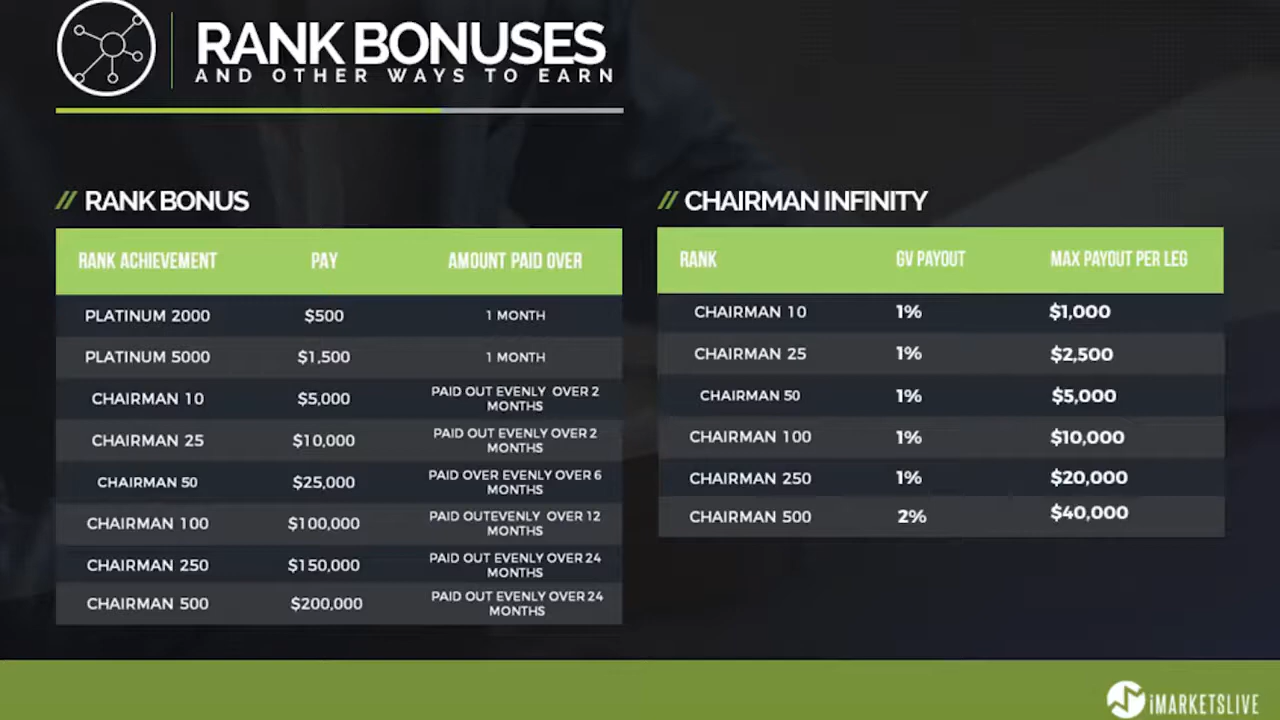 RANK BONUSES
AND OTHER WAYS TO EARN
// RANK BONUS
RANK ACHIEVEMENT PAY AMOUNT PAID OVER
PLATINUM 2000 $500 1 MONTH
PLATINUM 5000 $1,500 1 MONTH
CHAIRMAN 10 $5,000 PAID OUT EVENLY OVER 2
MONTHS
CHAIRMAN 25 $10,000 PAID OUT EVENLY OVER 2
MONTHS
CHAIRMAN 50 $25,000 PAID OVER EVENLY OVER 6
MONTHS
CHAIRMAN 100 $100,000 PAID OUTEVENLY OVER 12
MONTHS
CHAIRMAN 250 $150,000 PAID OUT EVENLY OVER 24
MONTHS
CHAIRMAN 500 $200,000 PAID OUT EVENLY OVER 24
MONTHS
// CHAIRMAN INFINITY
RANK GV PAYOUT MAX PAYOUT PER LEG
CHAIRMAN 10 1% $1,000
CHAIRMAN 25 1% $2,500
CHAIRMAN 50 1% $5,000
CHAIRMAN 100 1% $10,000
CHAIRMAN 250 1% $20,000
CHAIRMAN 500 2% $40,000
iMARKETSLIVE